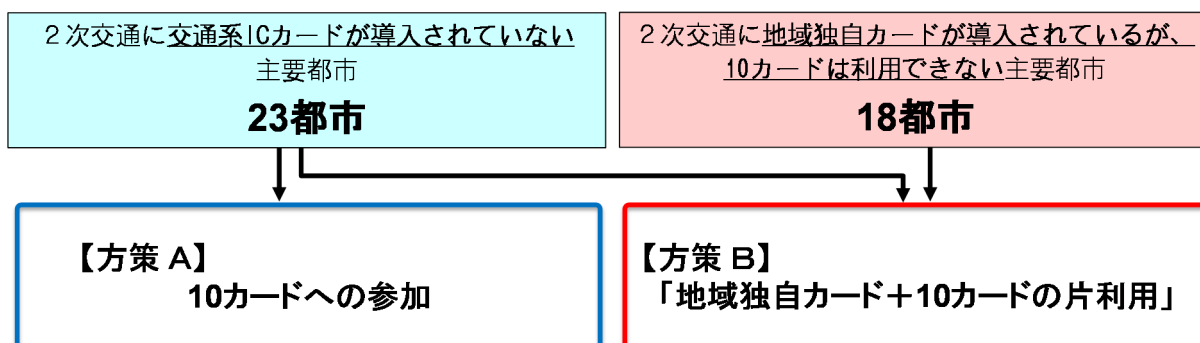 2次交通に交通系ICカードが導入されていない
主要都市
23都市
2次交通に地域独自カードが導入されているが、
10カードは利用できない主要都市
18都市
【方策 A】
10カードへの参加
【方策 B】
「地域独自カード+10カードの片利用」